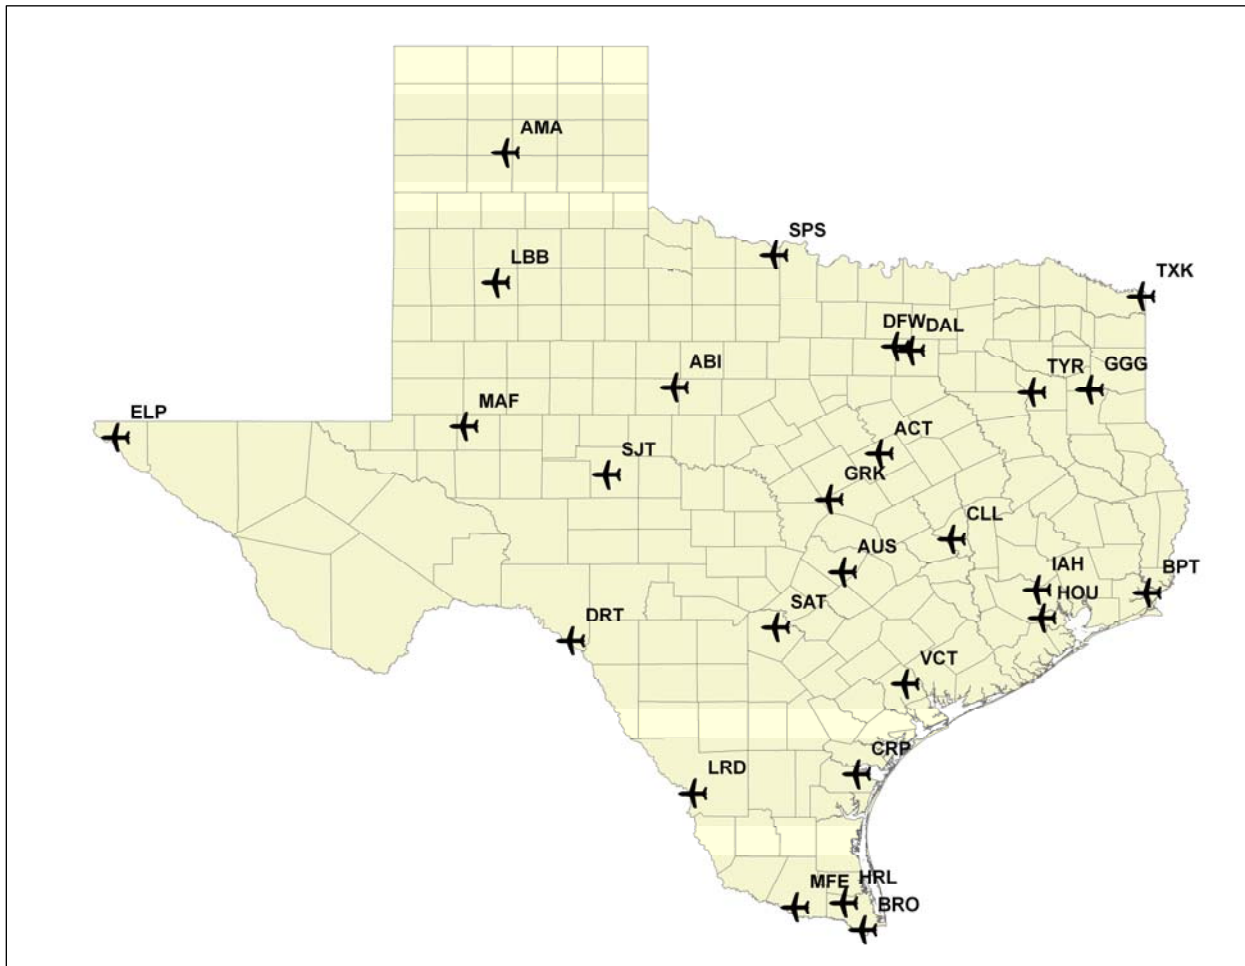 AMA
SPS
LBB
TXK
DFW DAL
ABI
TYR
GGG
ELP
MAF
ACT
SJT
GRK
CLL
AUS
IAH
BPT
HOU
SAT
DRT
VCT
CRP
LRD
MFE
HRL
BRO